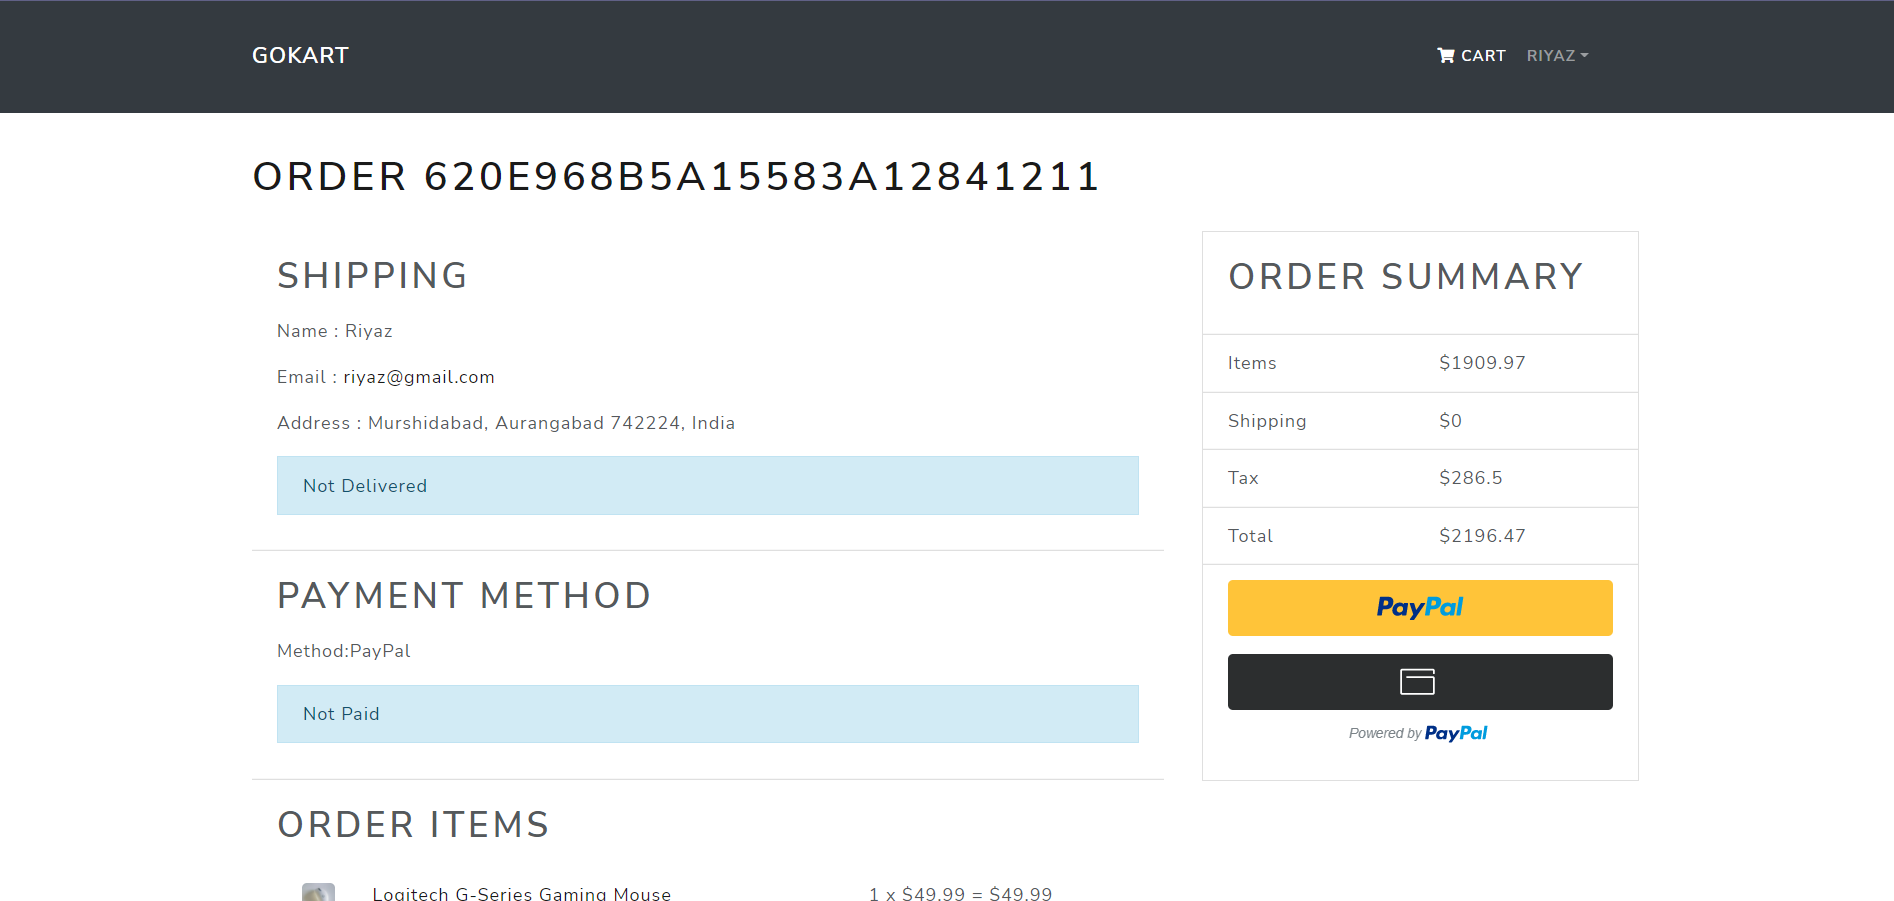 GOKART
CART RIYAZ
ORDER 620E968B5A15583A12841211
SHIPPING
Name : Riyaz
Email : riyaz@gmail.com
Address : Murshidabad, Aurangabad 742224, India
Not Delivered
PAYMENT METHOD
Method:PayPal
Not Paid
ORDER ITEMS
Logitech G-Series Gaming Mouse 1 x $49.99 = $49.99
ORDER SUMMARY
Items $1909.97
Shipping $0
Tax $286.5
Total $2196.47
PayPal
Powered by PayPal